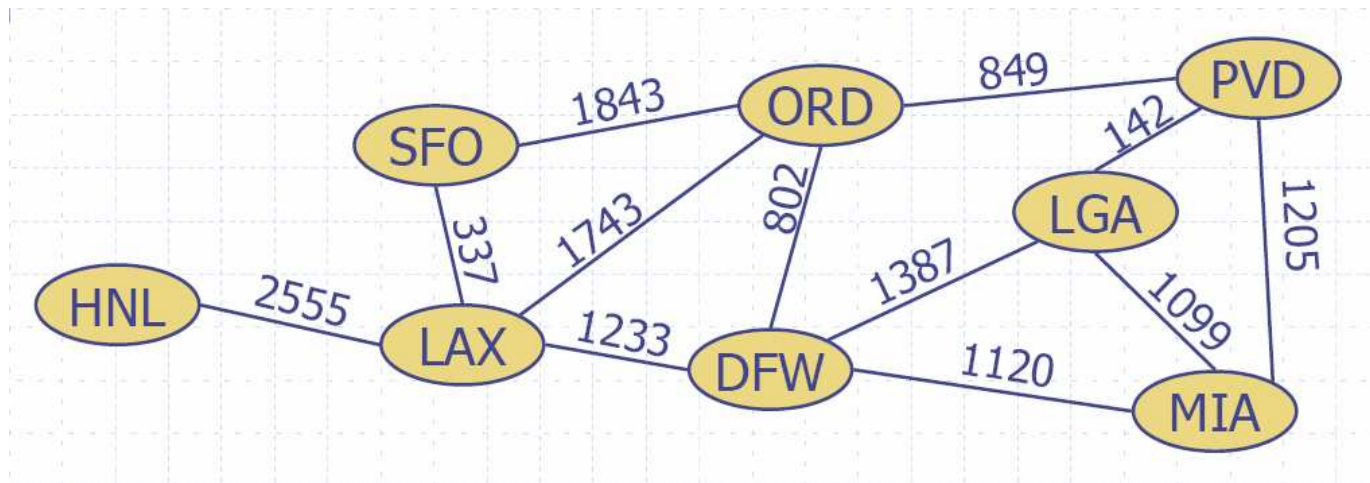 849
PVD
1843
ORD
142
SFO
802
LGA
1205
337
1743
1387
HNL
2555
1099
LAX
1233
DFW
1120
MIA